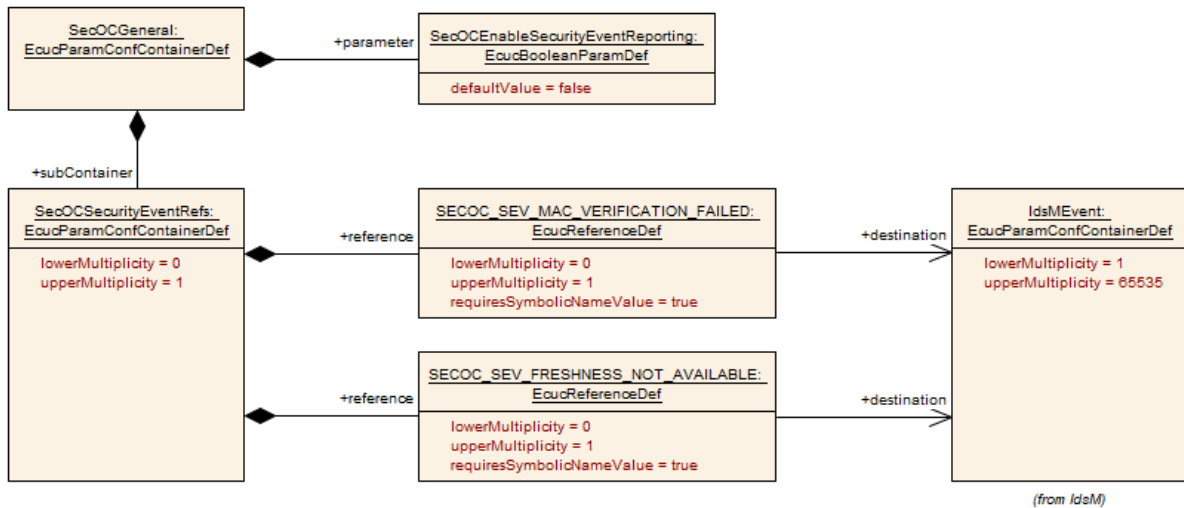 SecOCGeneral:
EcucParamConfContainerDef
+parameter
SecOCEnableSecurityEventReporting:
EcucBooleanParamDef
defaultValue = false
+subContainer
SecOCSecurityEventRefs:
EcucParamConfContainerDef
lowerMultiplicity = 0
upperMultiplicity = 1
+reference
SECOC_SEV_MAC_VERIFICATION_FAILED:
EcucReferenceDef
lowerMultiplicity = 0
upperMultiplicity = 1
requiresSymbolicNameValue = true
+destination
IdsMEvent:
EcucParamConfContainerDef
lowerMultiplicity = 1
upperMultiplicity = 65535
+reference
SECOC_SEV_FRESHNESS_NOT_AVAILABLE:
EcucReferenceDef
lowerMultiplicity = 0
upperMultiplicity = 1
requiresSymbolicNameValue = true
+destination
(from IdsM)